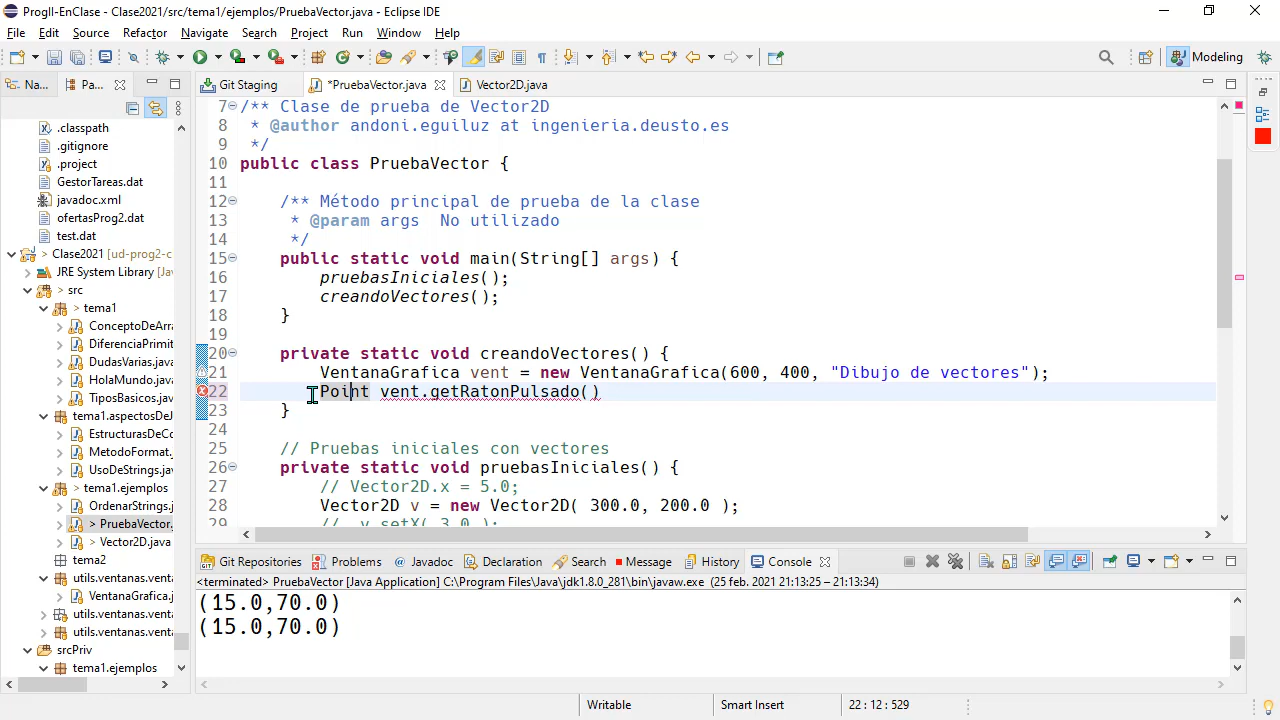 ProgII-EnClase - Clase2021/src/tema1/ejemplos/PruebaVector.java - Eclipse IDE
File Edit Source Refactor Navigate Search Project Run Window Help
Modeling
Na... Pa...
Git Staging *PruebaVector.java Vector2D.java
.classpath
.gitignore
.project
GestorTareas.dat
javadoc.xml
ofertasProg2.dat
test.dat
> Clase2021 [ud-prog2-c
JRE System Library [Jav
> src
> tema1
ConceptoDeArra
DiferenciaPrimit
DudasVarias.java
HolaMundo.java
TiposBasicos.java
tema1.aspectosDeJ
EstructurasDeCo
MetodoFormat.j
UsoDeStrings.jav
tema1.ejemplos
OrdenarStrings.j
> PruebaVector.
> Vector2D.java
tema2
utils.ventanas.venta
VentanaGrafica.j
utils.ventanas.venta
utils.ventanas.venta
srcPriv
tema1.ejemplos
7 /** Clase de prueba de Vector2D
8 * @author andoni.eguiluz at ingenieria.deusto.es
9 */
10 public class PruebaVector {
11
12 /** Método principal de prueba de la clase
13 * @param args No utilizado
14 */
15 public static void main(String[] args) {
16 pruebasIniciales();
17 creandoVectores();
18 }
19
20 private static void creandoVectores() {
21 VentanaGrafica vent = new VentanaGrafica(600, 400, "Dibujo de vectores");
22 Point vent.getRatonPulsado()
23 }
24
25 // Pruebas iniciales con vectores
26 private static void pruebasIniciales() {
27 // Vector2D.x = 5.0;
28 Vector2D v = new Vector2D( 300.0, 200.0 );
29 // v.setX( 3.0 );
Git Repositories Problems Javadoc Declaration Search Message History Console
<terminated> PruebaVector [Java Application] C:\Program Files\Java\jdk1.8.0_281\bin\javaw.exe (25 feb. 2021 21:13:25 – 21:13:34)
(15.0,70.0)
(15.0,70.0)
Writable Smart Insert 22 : 12 : 529